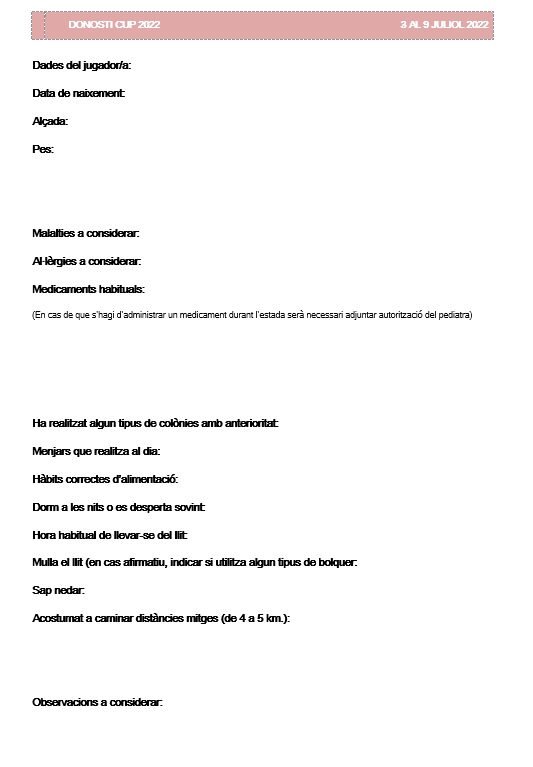 DONOSTI CUP 2022 3 AL 9 JULIOL 2022
Dades del jugador/a:
Data de naixement:
Alçada:
Pes:
Malalties a considerar:
Al·lèrgies a considerar:
Medicaments habituals:
(En cas de que s'hagi d'administrar un medicament durant l'estada serà necessari adjuntar autorització del pediatra)
Ha realitzat algun tipus de colònies amb anterioritat:
Menjars que realitza al dia:
Hàbits correctes d'alimentació:
Dorm a les nits o es desperta sovint:
Hora habitual de llevar-se del llit:
Mulla el llit (en cas afirmatiu, indicar si utilitza algun tipus de bolquer:
Sap nedar:
Acostumat a caminar distàncies mitges (de 4 a 5 km.):
Observacions a considerar: